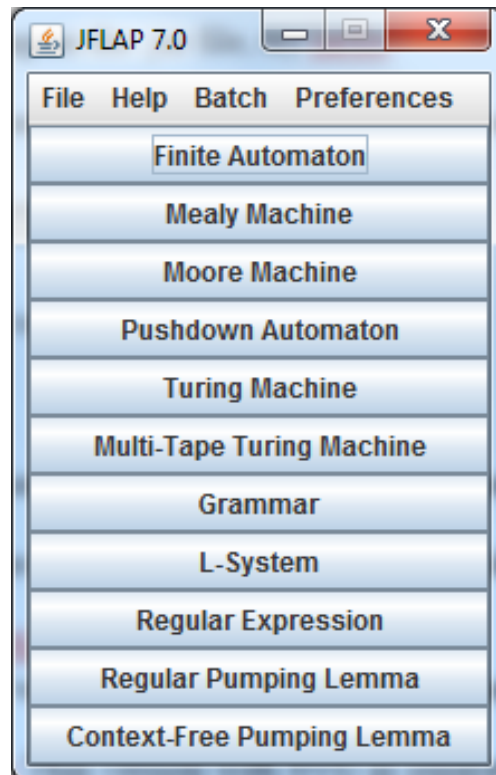 JFLAP 7.0
File Help Batch Preferences
Finite Automaton
Mealy Machine
Moore Machine
Pushdown Automaton
Turing Machine
Multi-Tape Turing Machine
Grammar
L-System
Regular Expression
Regular Pumping Lemma
Context-Free Pumping Lemma